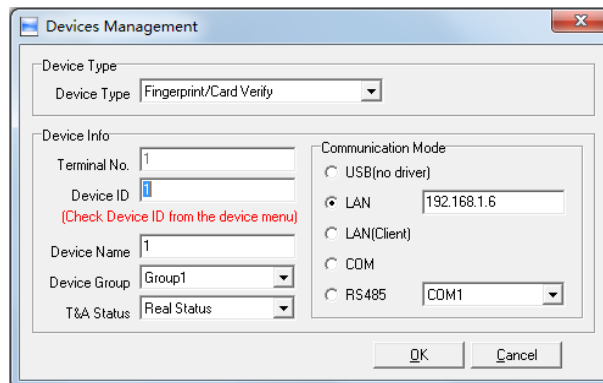 Devices Management
Device Type
Device Type Fingerprint/Card Verify
Device Info
Terminal No. 1
Device ID 1
(Check Device ID from the device menu)
Device Name 1
Device Group Group1
T&A Status Real Status
Communication Mode
USB(no driver)
LAN 192.168.1.6
LAN(Client)
COM
RS485 COM1
OK Cancel